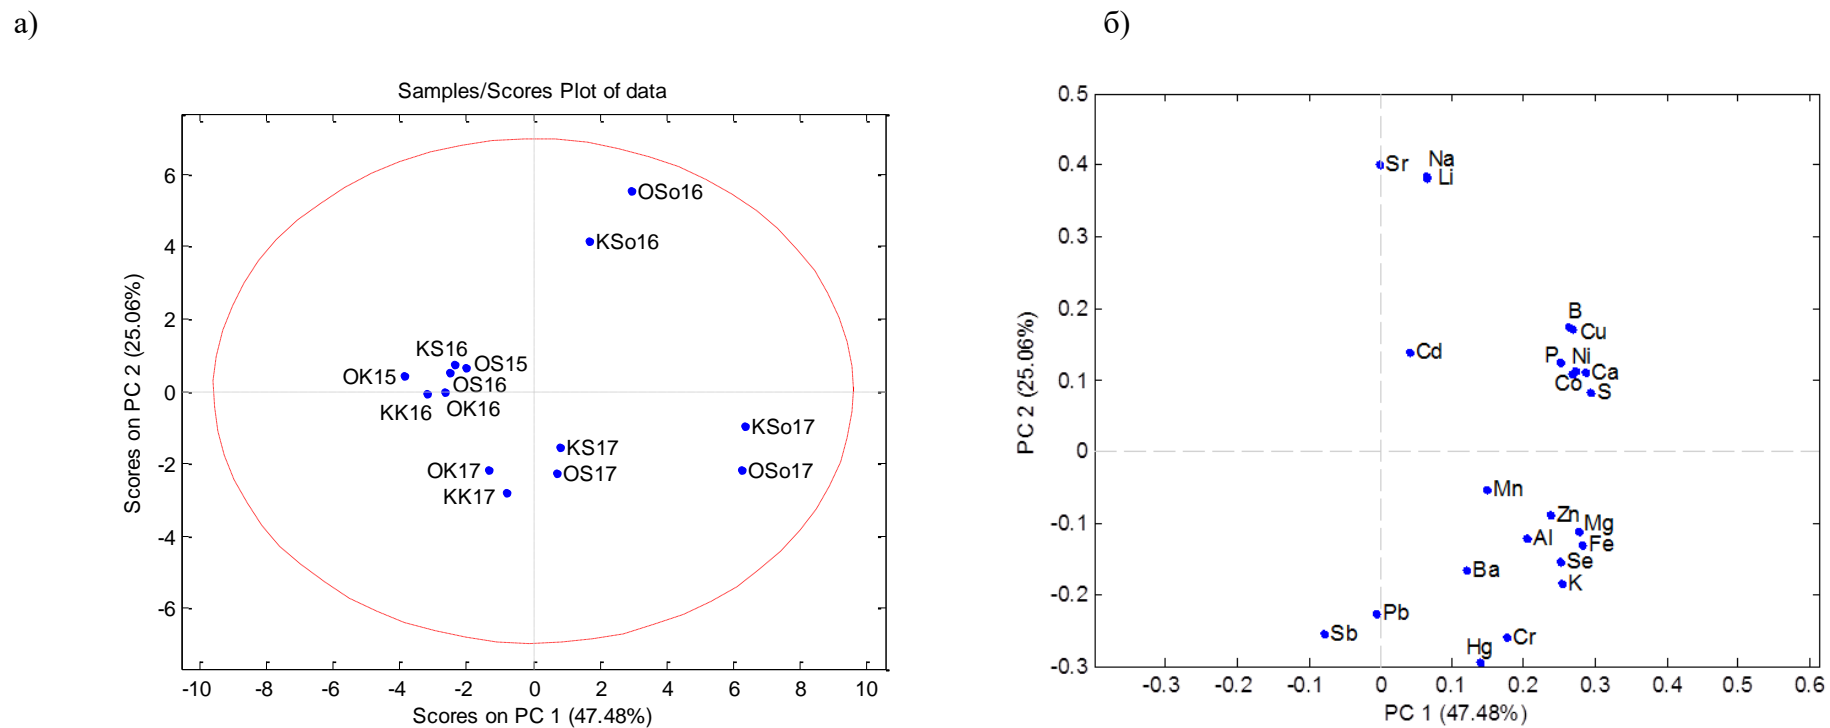 а)
б)
Samples/Scores Plot of data
Scores on PC 2 (25.06%)
6
4
2
0
-2
-4
-6
OSo16
KSo16
KS16
OS15
OK15
OS16
KK16
OK16
KSo17
KS17
OK17
OS17
OSo17
KK17
-10
-8
-6
-4
-2
0
2
4
6
8
10
Scores on PC 1 (47.48%)
PC 2 (25.06%)
0.5
0.4
0.3
0.2
0.1
0
-0.1
-0.2
-0.3
Sr
Na
Li
B
Cu
Cd
P
Ni
Ca
Co
S
Mn
Zn
Mg
Al
Fe
Se
Ba
K
Pb
Sb
Cr
Hg
-0.3
-0.2
-0.1
0
0.1
0.2
0.3
0.4
0.5
0.6
PC 1 (47.48%)